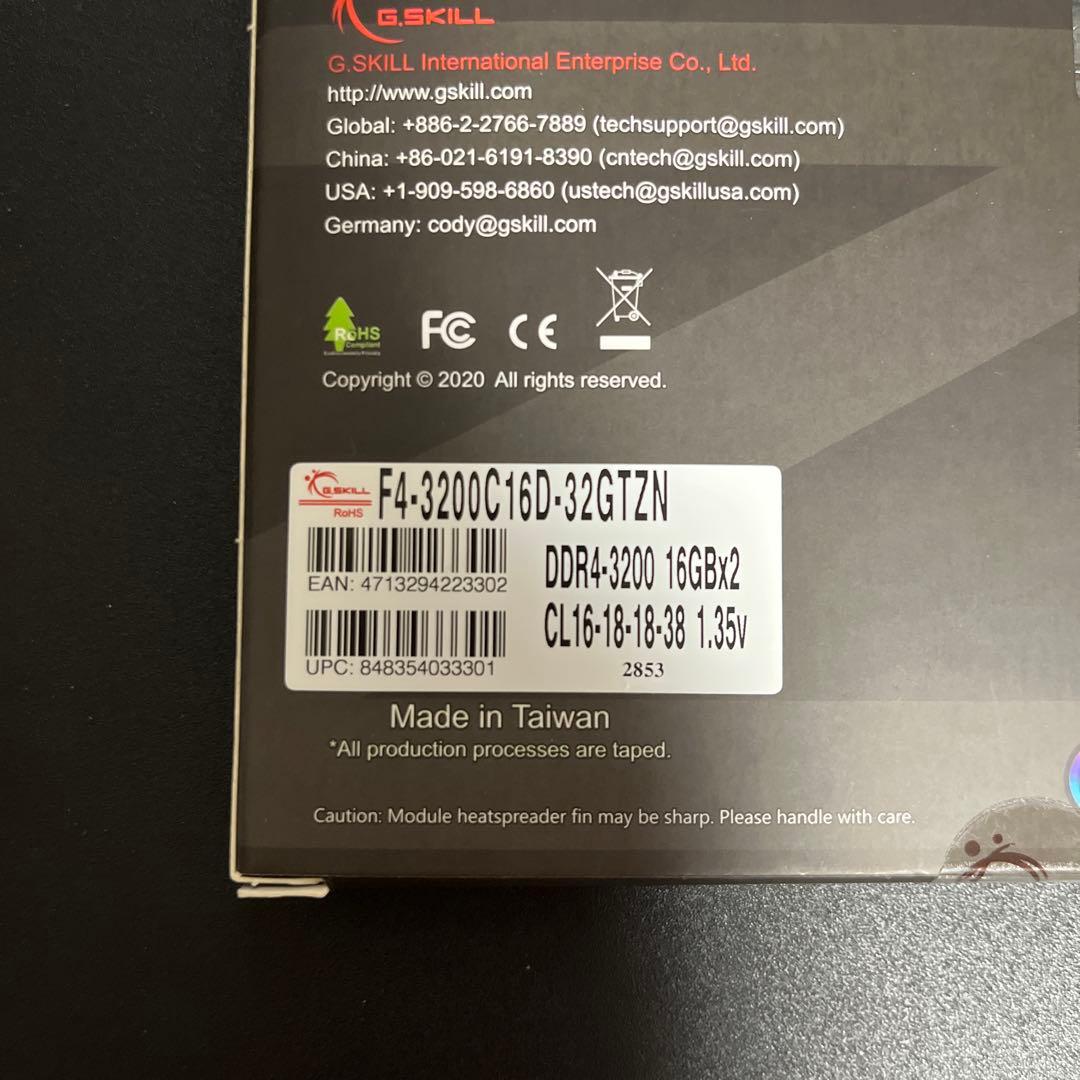 G.SKILL
G.SKILL International Enterprise Co., Ltd.
http://www.gskill.com
Global: +886-2-2766-7889 (techsupport@gskill.com)
China: +86-021-6191-8390 (cntech@gskill.com)
USA: +1-909-598-6860 (ustech@gskillusa.com)
Germany: cody@gskill.com
RoHS
Compliant
FC CE
Copyright © 2020 All rights reserved.
G.SKILL
RoHS
F4-3200C16D-32GTZN
EAN: 4713294223302
DDR4-3200 16GBx2
CL16-18-18-38 1.35v
UPC: 848354033301
2853
Made in Taiwan
*All production processes are taped.
Caution: Module heatspreader fin may be sharp. Please handle with care.